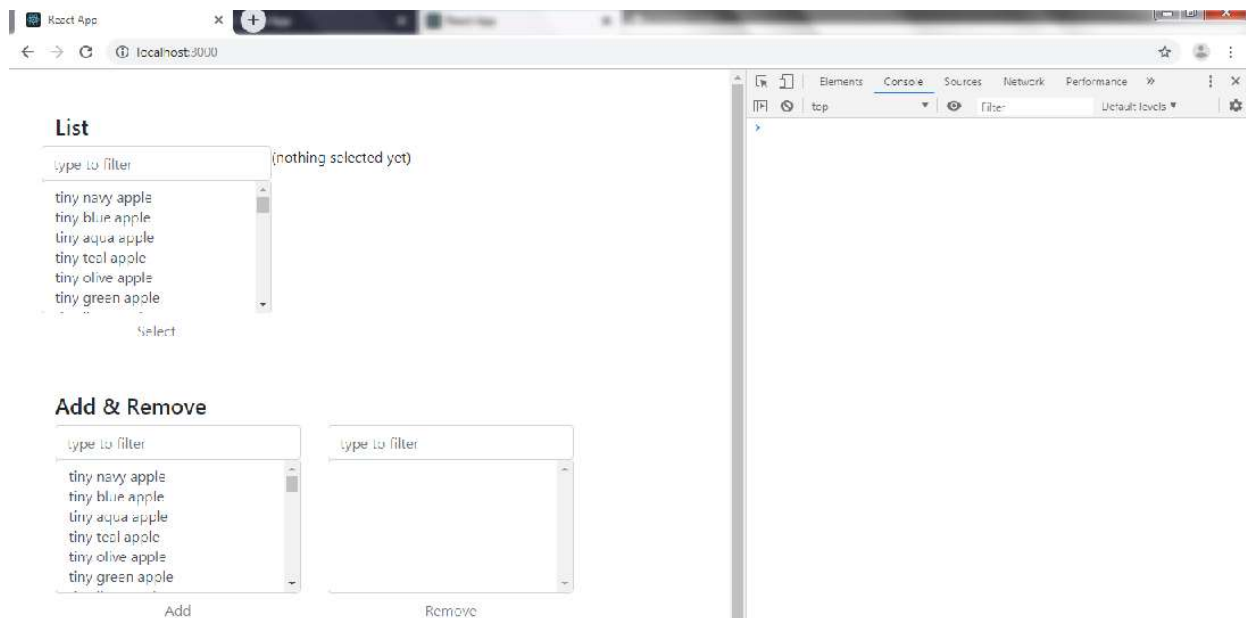 React App
localhost:3000
Elements Console Sources Network Performance »
top Filter Default levels
List
type to filter
(nothing selected yet)
tiny navy apple
tiny blue apple
tiny aqua apple
tiny teal apple
tiny olive apple
tiny green apple
Select
Add & Remove
type to filter
type to filter
tiny navy apple
tiny blue apple
tiny aqua apple
tiny teal apple
tiny olive apple
tiny green apple
Add
Remove